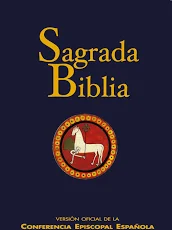 Sagrada
Biblia
VERSIÓN OFICIAL DE LA
CONFERENCIA EPISCOPAL ESPAÑOLA